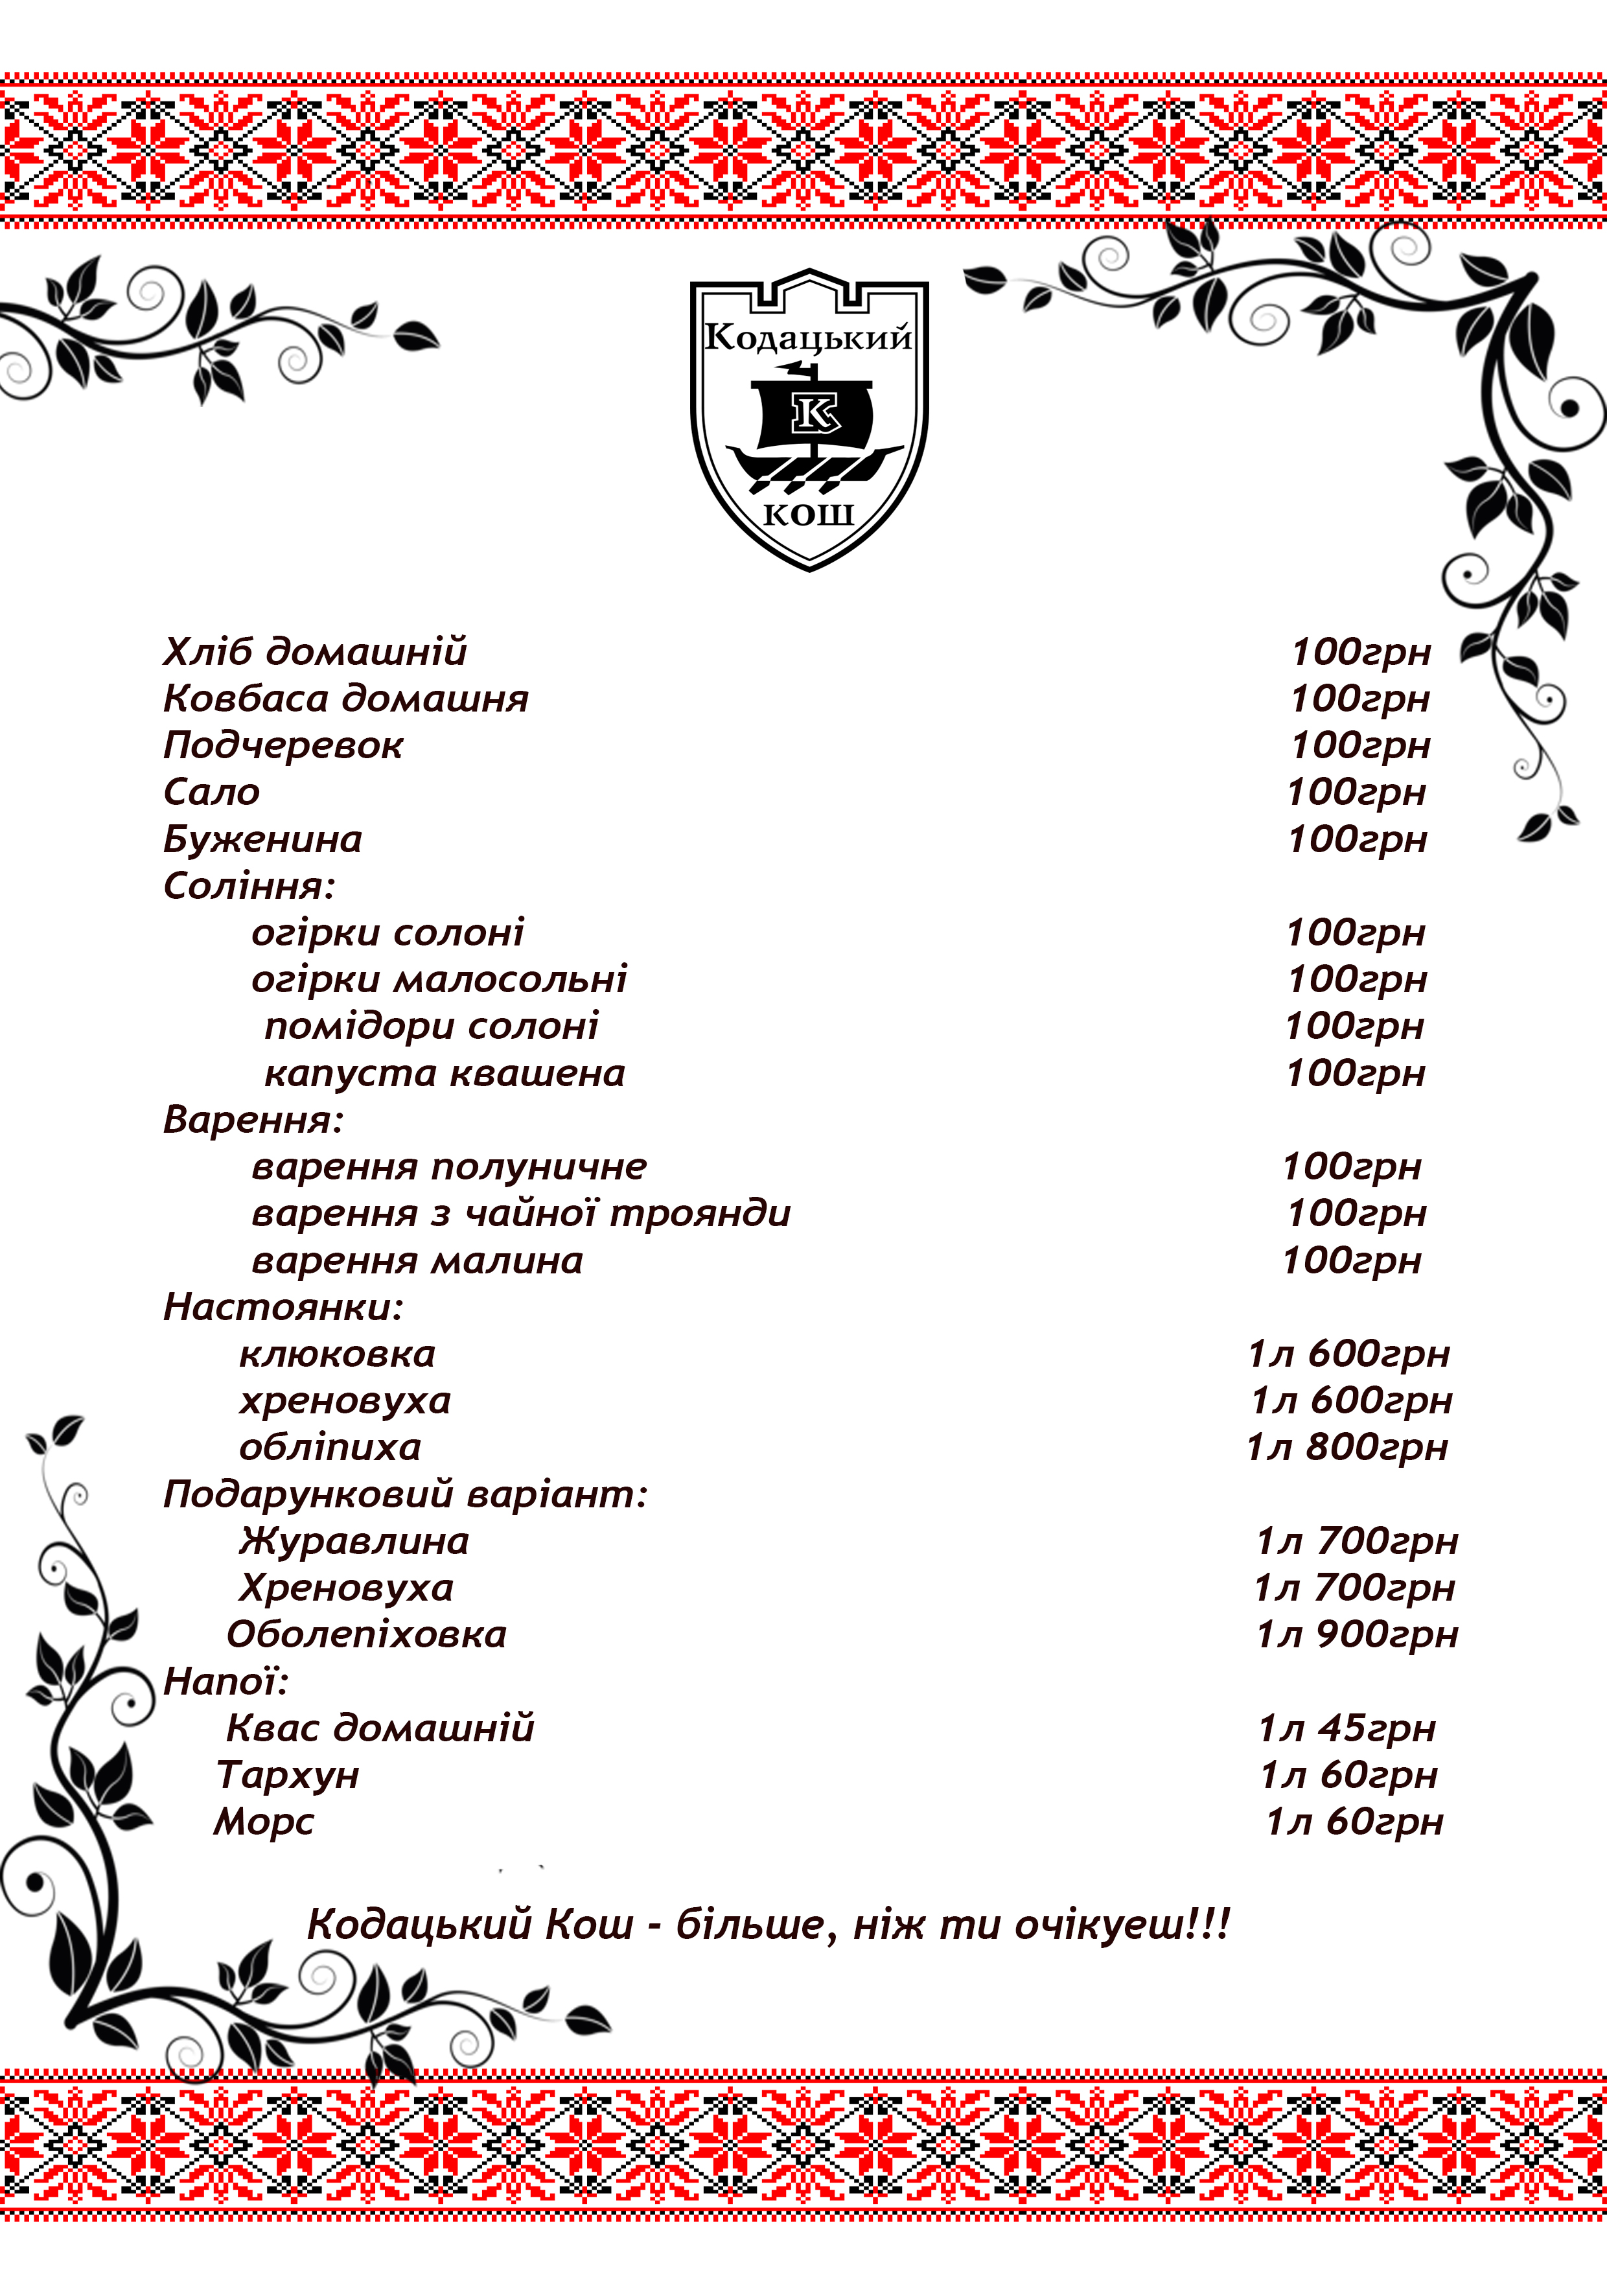 Кодацький
К
КОШ
Хліб домашній 100грн
Ковбаса домашня 100грн
Подчеревок 100грн
Сало 100грн
Буженина 100грн
Соління:
огірки солоні 100грн
огірки малосольні 100грн
помідори солоні 100грн
капуста квашена 100грн
Варення:
варення полуничне 100грн
варення з чайної троянди 100грн
варення малина 100грн
Настоянки:
клюковка 1л 600грн
хреновуха 1л 600грн
обліпиха 1л 800грн
Подарунковий варіант:
Журавлина 1л 700грн
Хреновуха 1л 700грн
Оболепіховка 1л 900грн
Напої:
Квас домашній 1л 45грн
Тархун 1л 60грн
Морс 1л 60грн
Кодацький Кош - більше, ніж ти очікуеш!!!